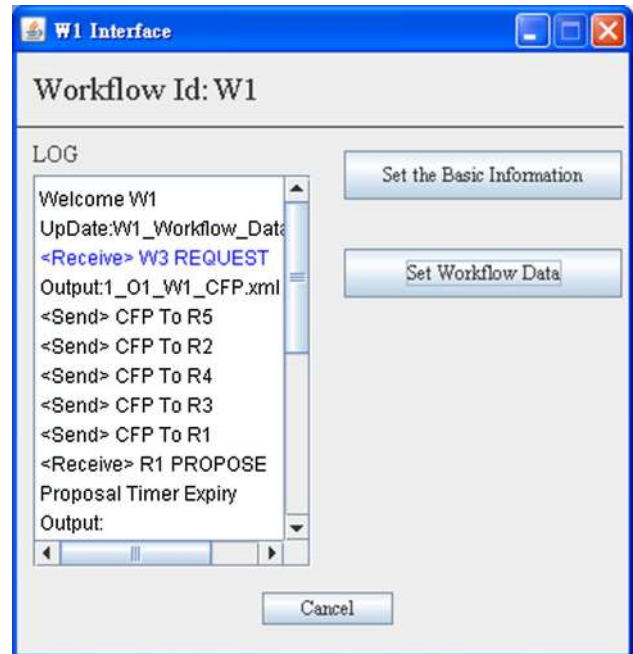 W1 Interface
Workflow Id: W1
LOG
Welcome W1
UpDate:W1_Workflow_Data
<Receive> W3 REQUEST
Output:1_O1_W1_CFP.xml
<Send> CFP To R5
<Send> CFP To R2
<Send> CFP To R4
<Send> CFP To R3
<Send> CFP To R1
<Receive> R1 PROPOSE
Proposal Timer Expiry
Output:
Set the Basic Information
Set Workflow Data
Cancel